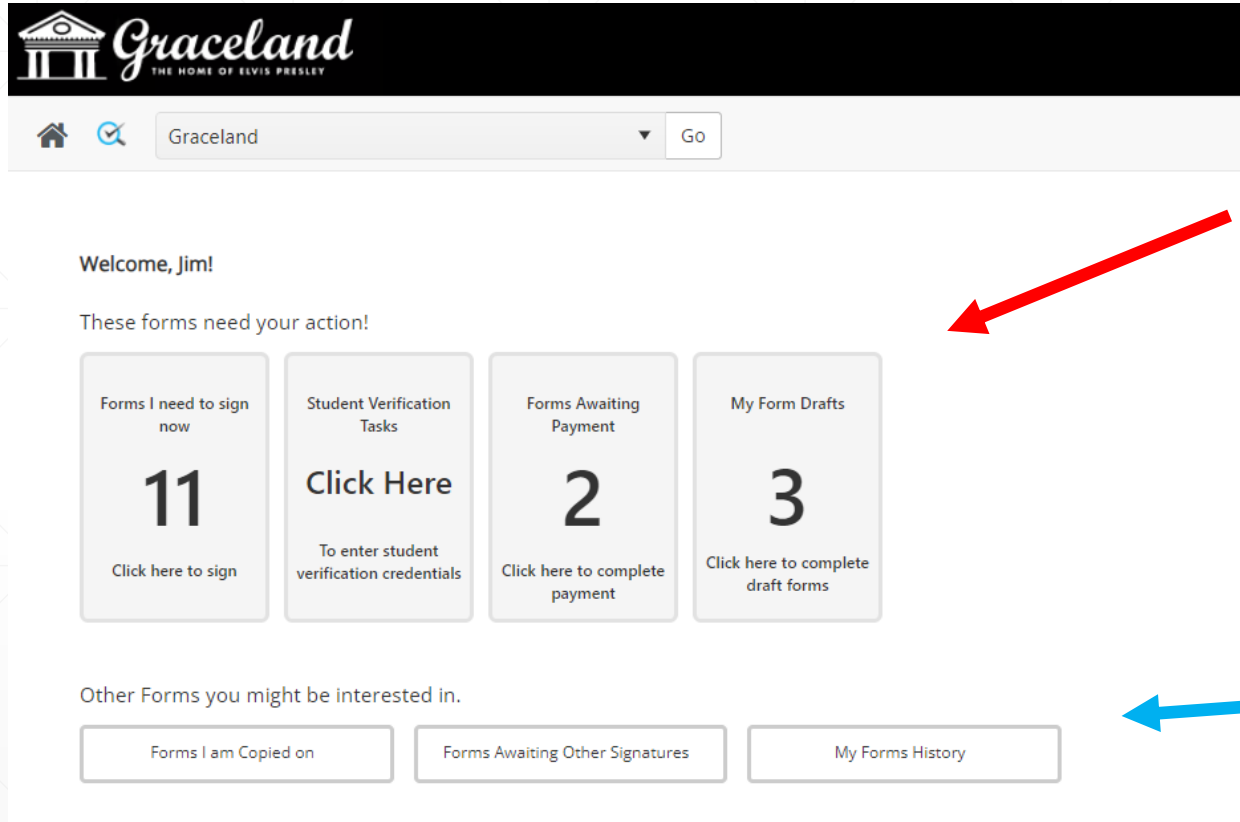 Graceland
THE HOME OF ELVIS PRESLEY
Graceland
Go
Welcome, Jim!
These forms need your action!
Forms I need to sign
now
11
Click here to sign
Student Verification
Tasks
Click Here
To enter student
verification credentials
Forms Awaiting
Payment
2
Click here to complete
payment
My Form Drafts
3
Click here to complete
draft forms
Other Forms you might be interested in.
Forms I am Copied on
Forms Awaiting Other Signatures
My Forms History